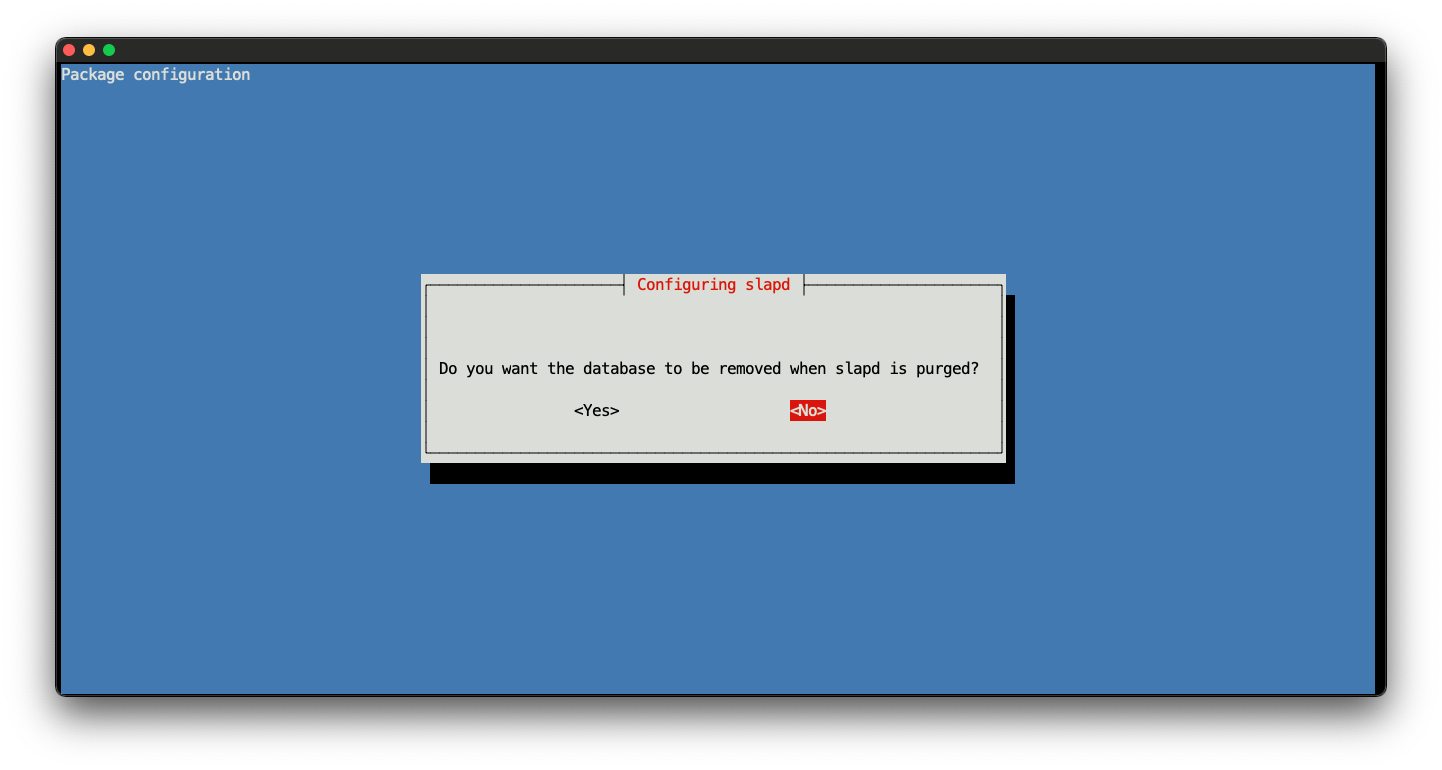 Package configuration
Configuring slapd
Do you want the database to be removed when slapd is purged?
<Yes> <No>